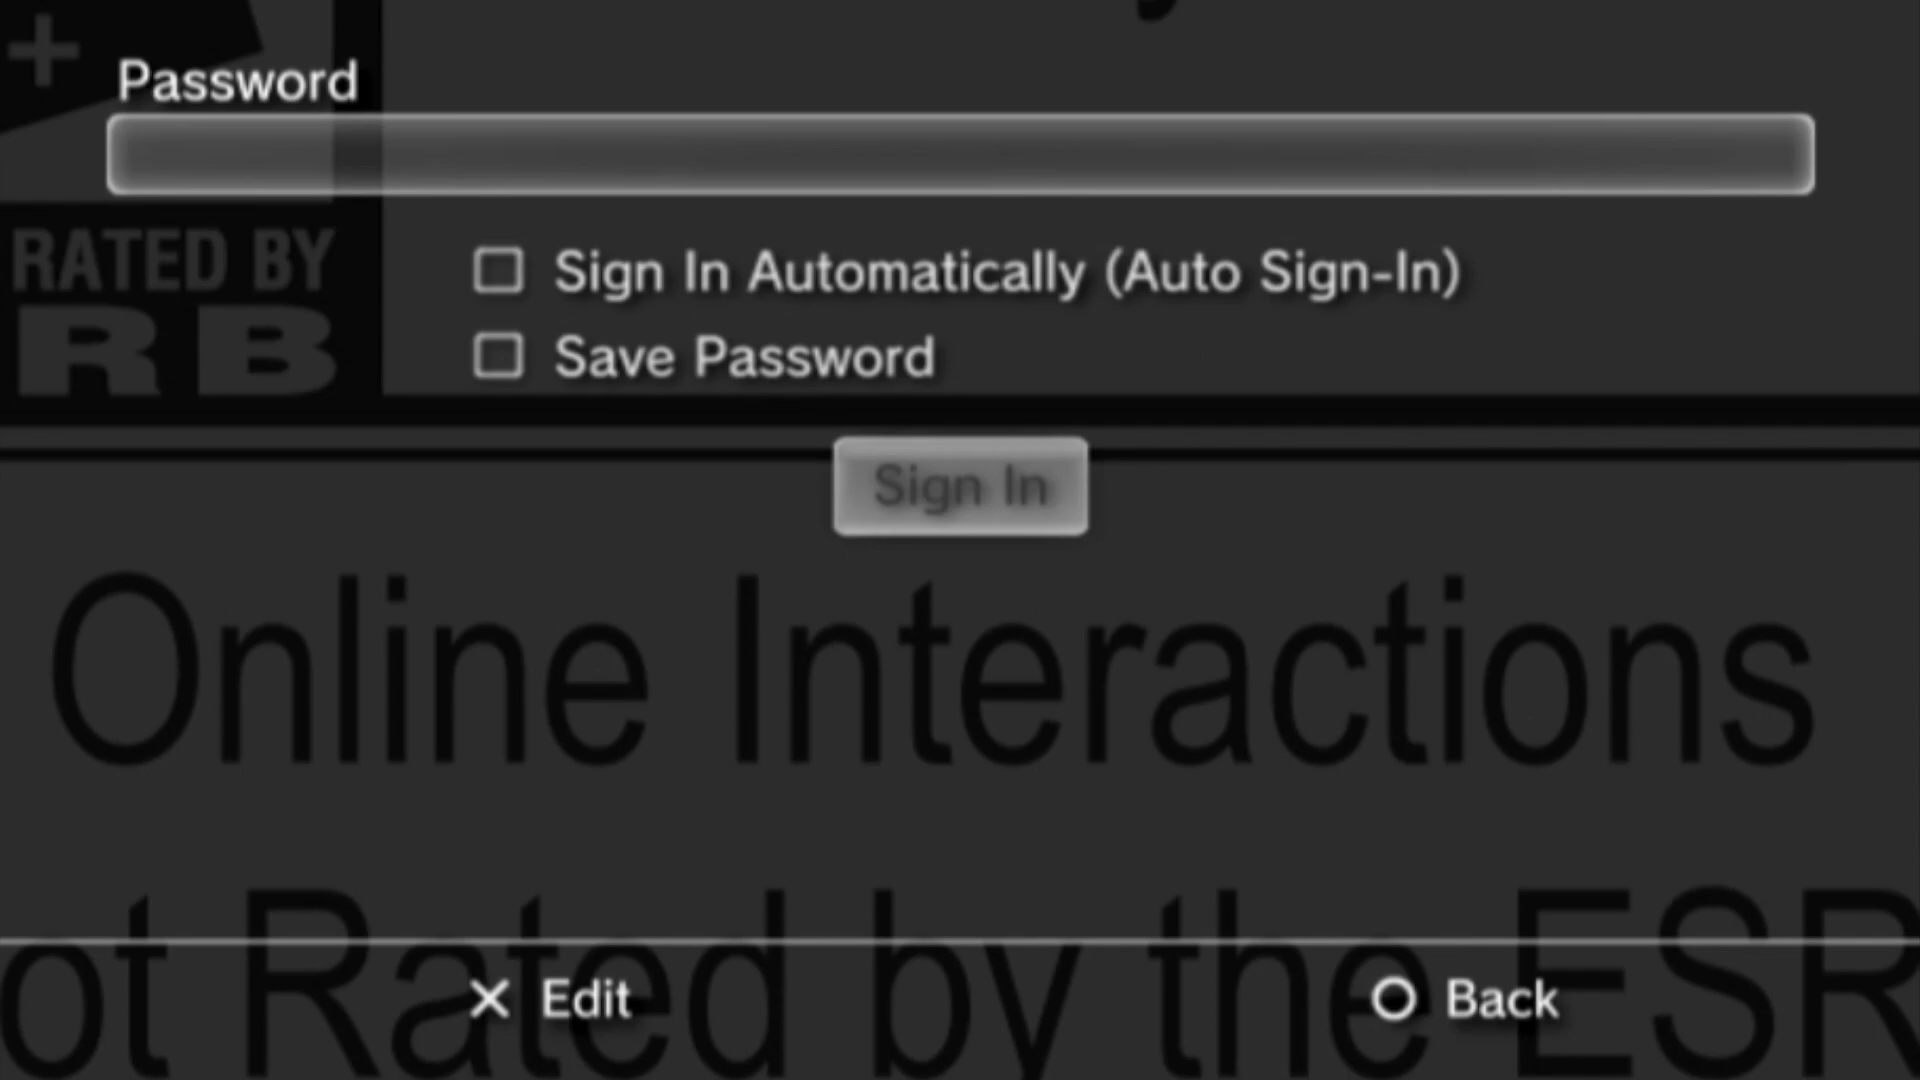 Password
RATED BY
R B
Sign In Automatically (Auto Sign-In)
Save Password
Sign In
Online Interactions
ot Rated by the ESR
Edit
Back